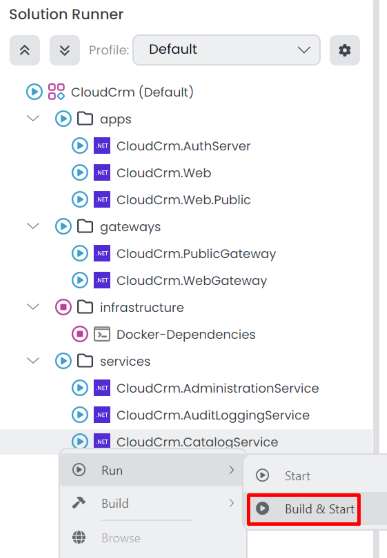 Solution Runner
Profile: Default
CloudCrm (Default)
apps
.NET CloudCrm.AuthServer
.NET CloudCrm.Web
.NET CloudCrm.Web.Public
gateways
.NET CloudCrm.PublicGateway
.NET CloudCrm.WebGateway
infrastructure
Docker-Dependencies
services
.NET CloudCrm.AdministrationService
.NET CloudCrm.AuditLoggingService
.NET CloudCrm.CatalogService
Run
Start
Build
Build & Start
Browse